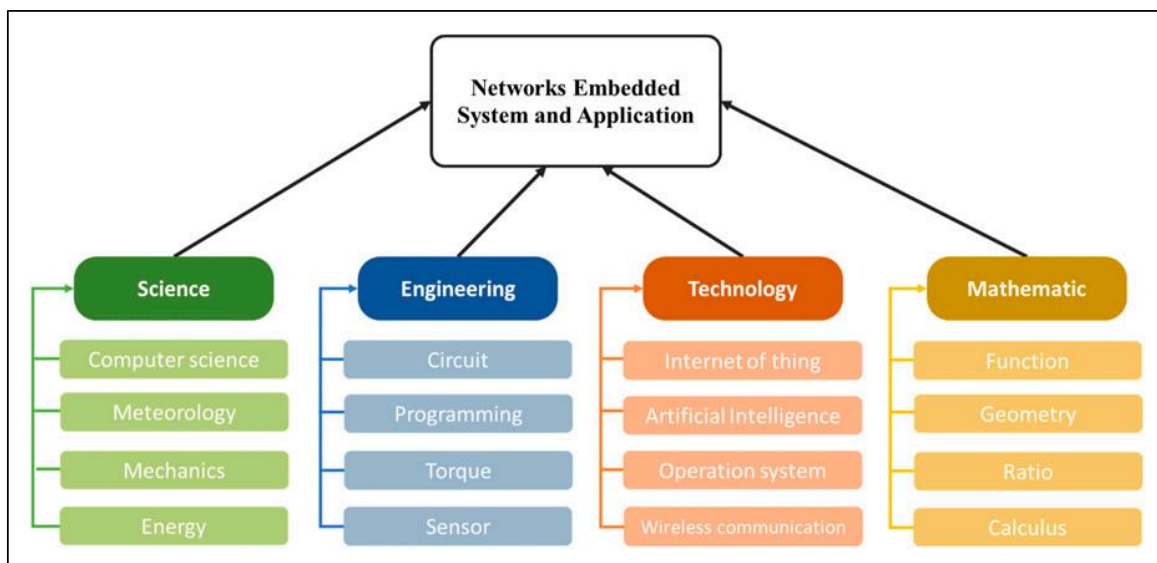 Networks Embedded
System and Application
Science
Engineering
Technology
Mathematic
Computer science
Circuit
Internet of thing
Function
Meteorology
Programming
Artificial Intelligence
Geometry
Mechanics
Torque
Operation system
Ratio
Energy
Sensor
Wireless communication
Calculus